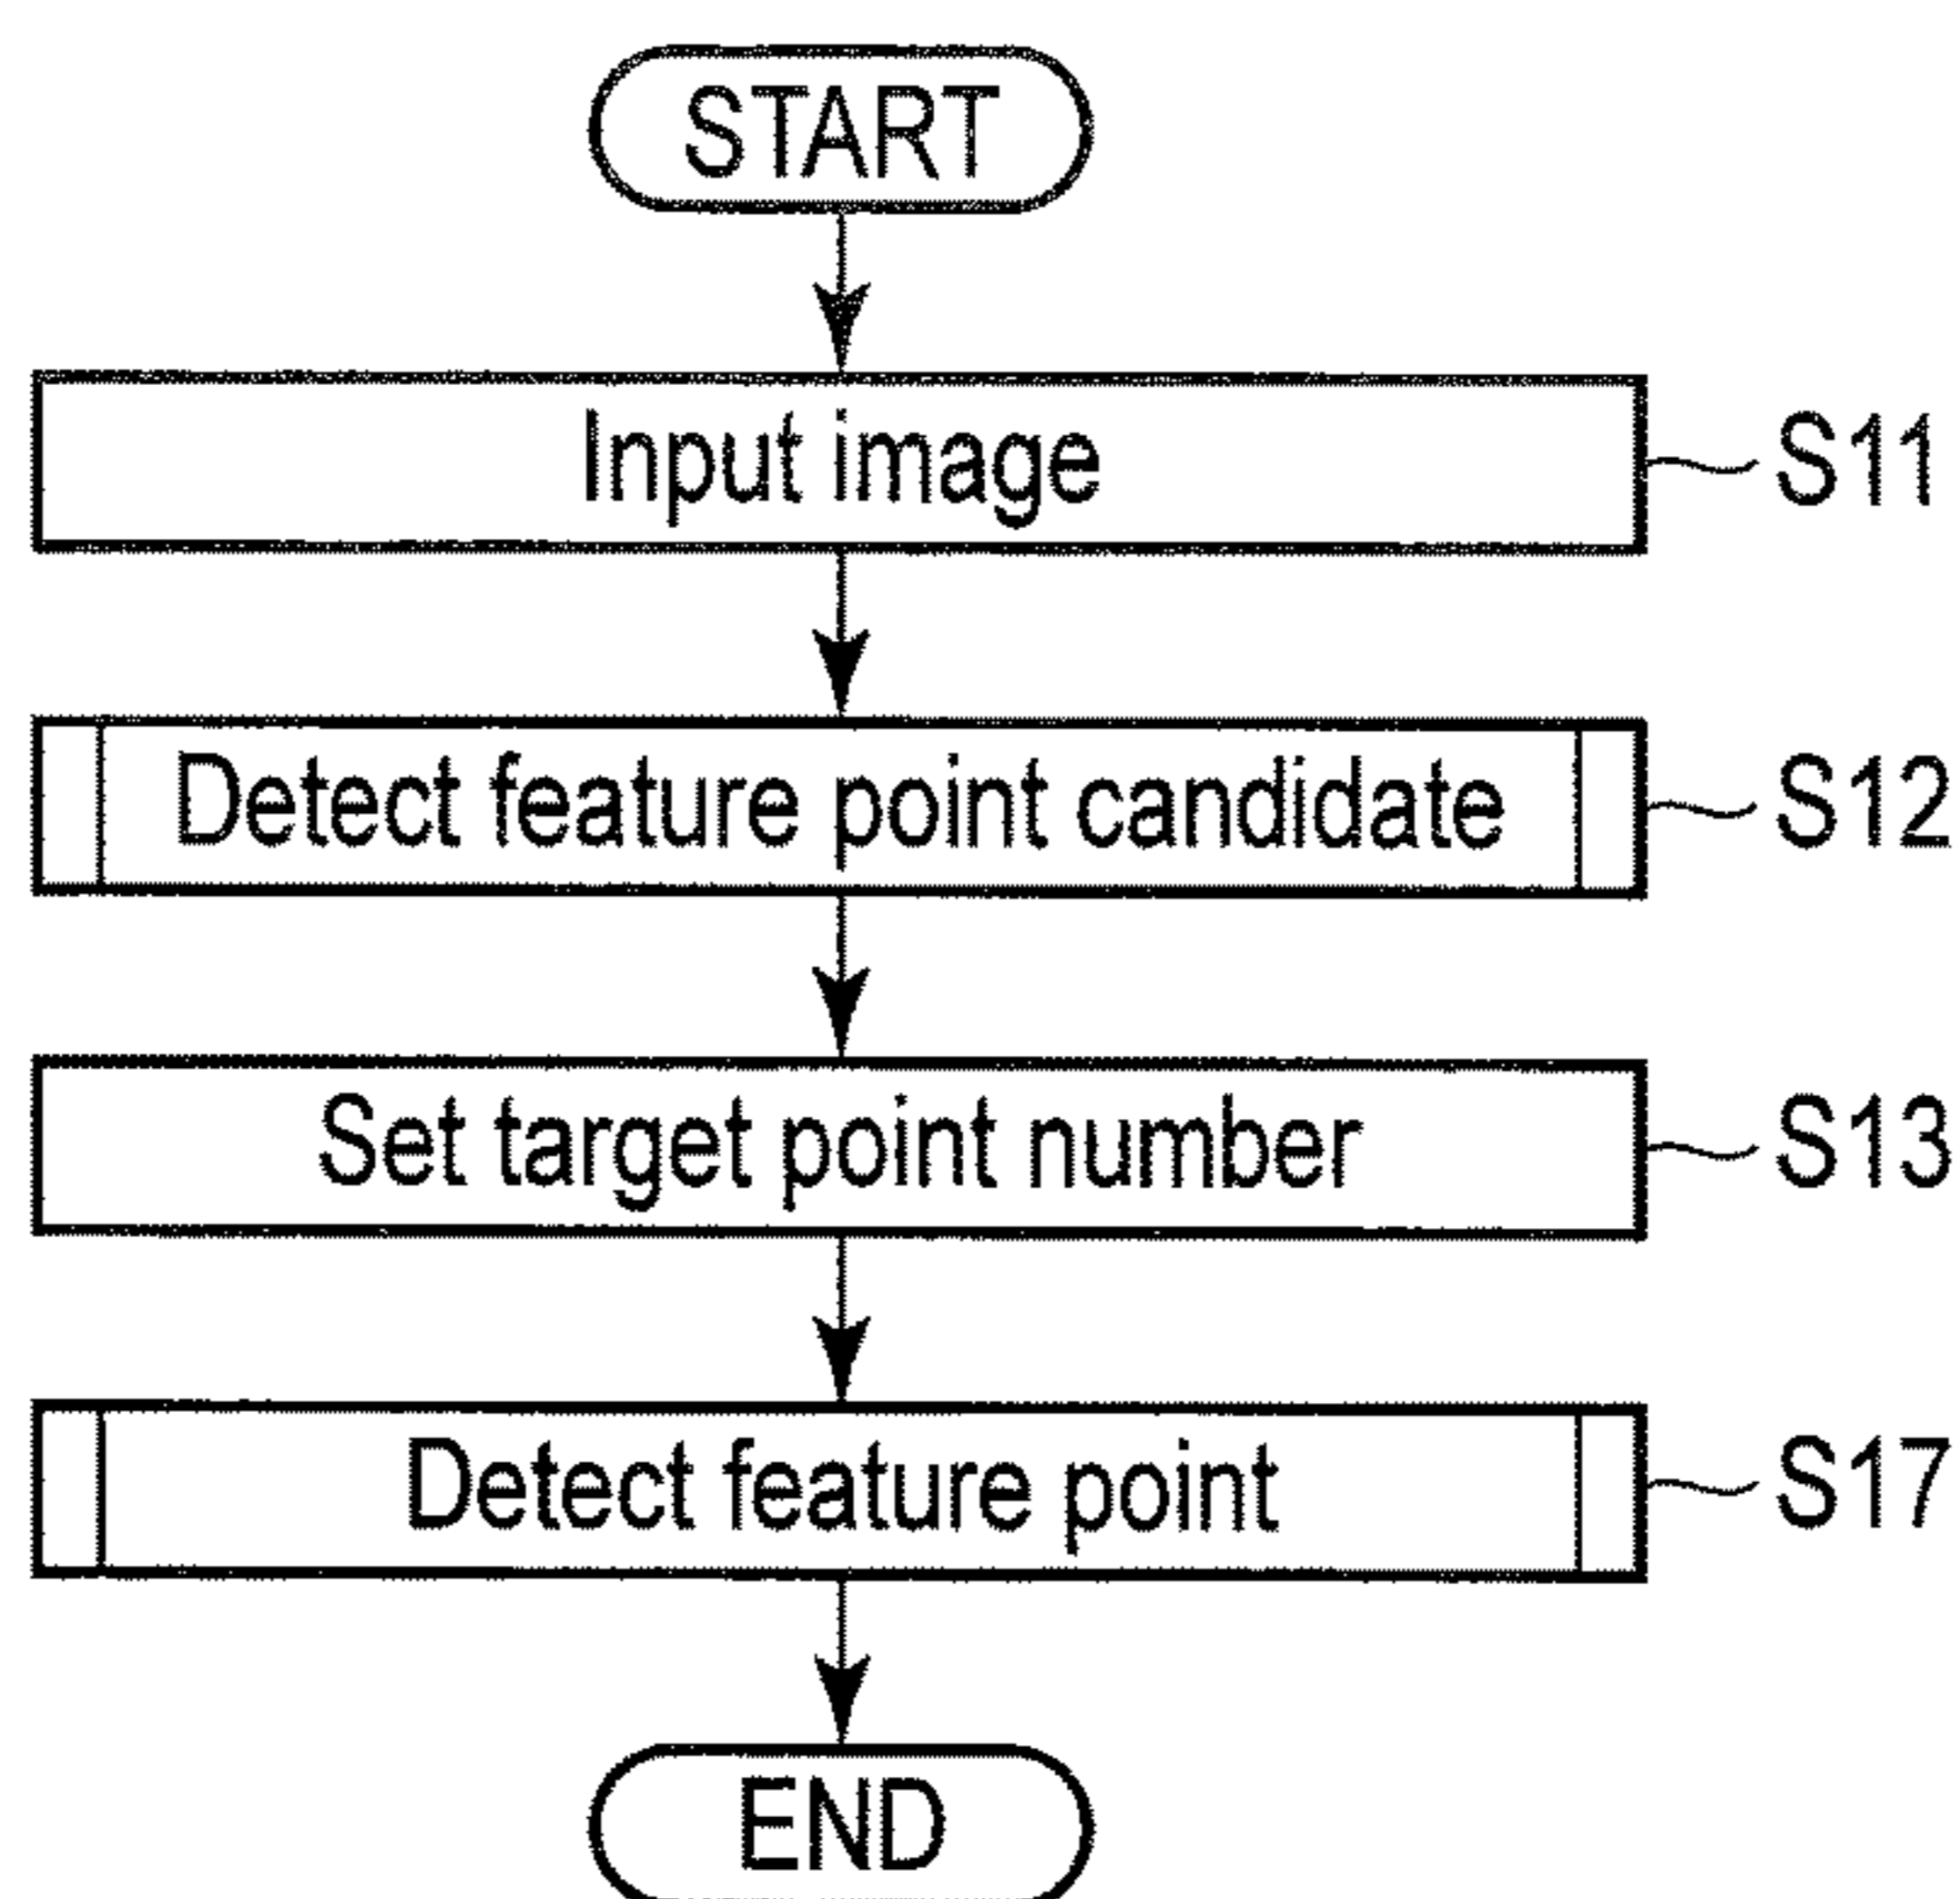 START
Input image S11
Detect feature point candidate S12
Set target point number S13
Detect feature point S17
END